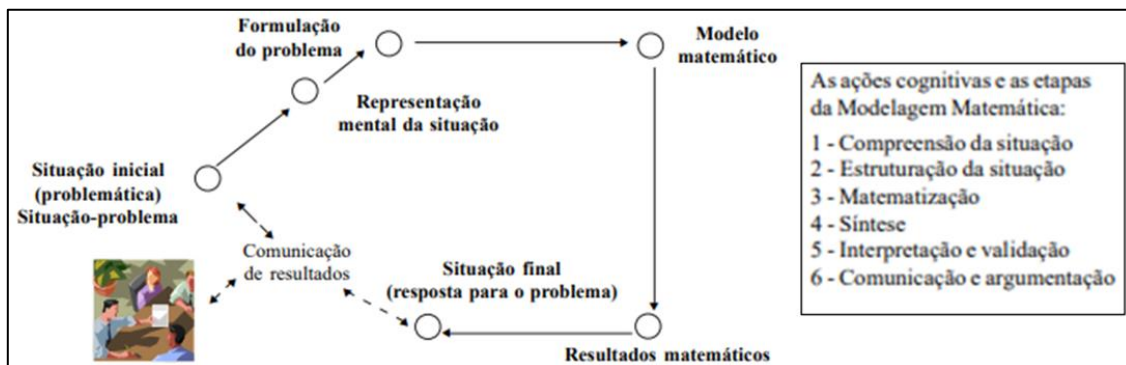 Formulação
do problema
Modelo
matemático
Representação
mental da situação
Situação inicial
(problemática)
Situação-problema
Comunicação
de resultados
Situação final
(resposta para o problema)
Resultados matemáticos
As ações cognitivas e as etapas
da Modelagem Matemática:
1 - Compreensão da situação
2 - Estruturação da situação
3 - Matematização
4 - Síntese
5 - Interpretação e validação
6 - Comunicação e argumentação